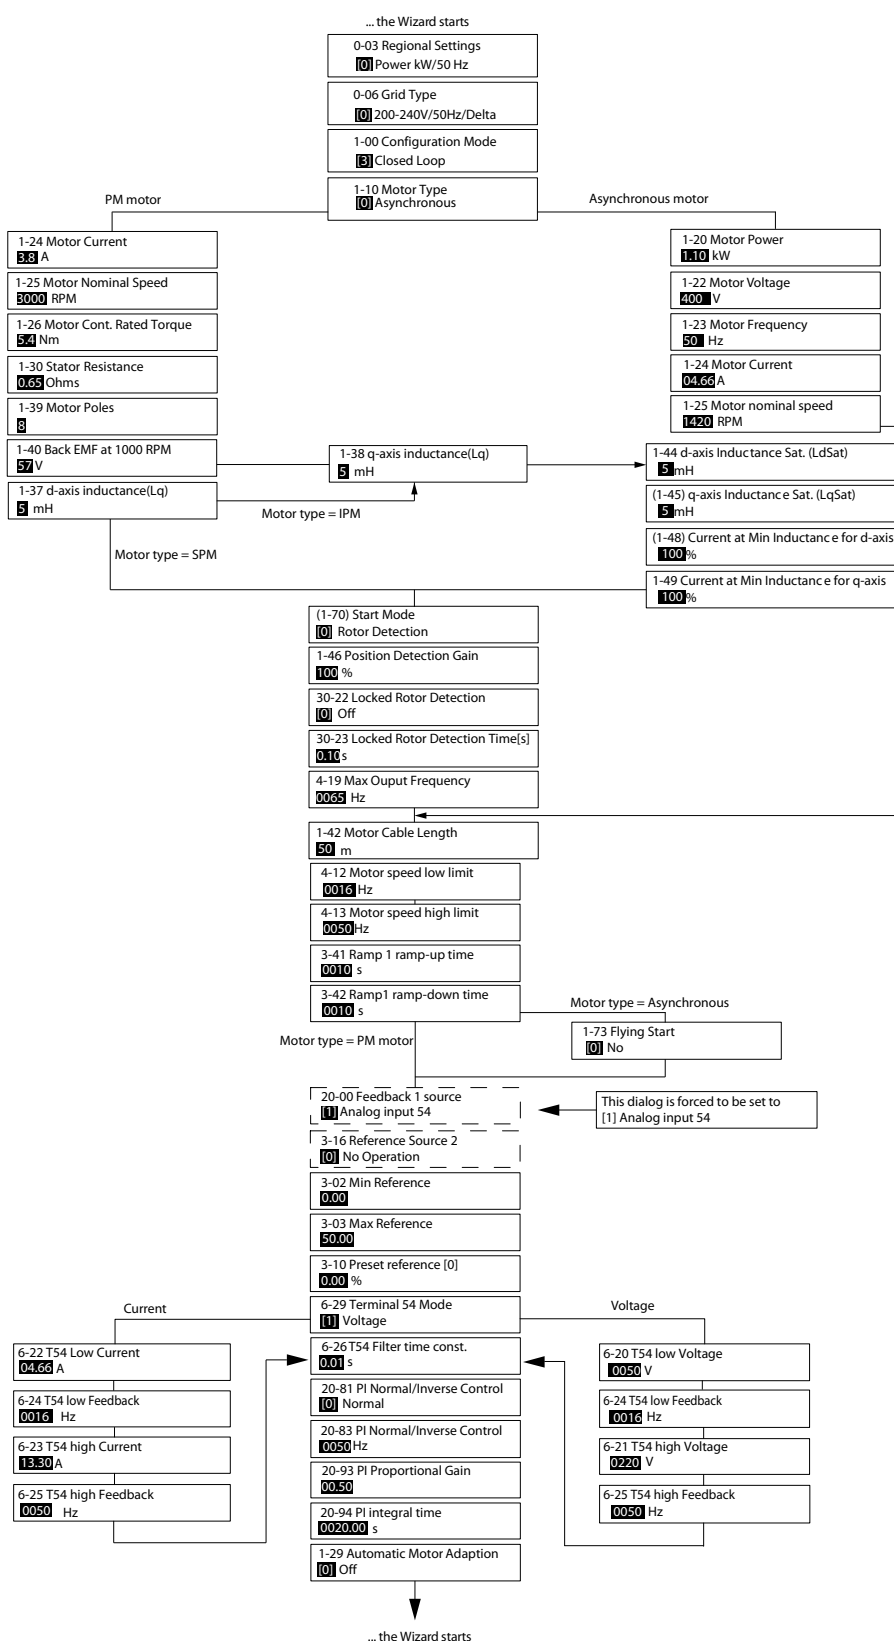 ... the Wizard starts
0-03 Regional Settings
[0] Power kW/50 Hz
0-06 Grid Type
[0] 200-240V/50Hz/Delta
1-00 Configuration Mode
[3] Closed Loop
1-10 Motor Type
[0] Asynchronous
PM motor
Asynchronous motor
1-24 Motor Current
3.8 A
1-25 Motor Nominal Speed
3000 RPM
1-26 Motor Cont. Rated Torque
5.4 Nm
1-30 Stator Resistance
0.65 Ohms
1-39 Motor Poles
8
1-40 Back EMF at 1000 RPM
57 V
1-37 d-axis inductance(Lq)
5 mH
1-20 Motor Power
1.10 kW
1-22 Motor Voltage
400 V
1-23 Motor Frequency
50 Hz
1-24 Motor Current
04.66 A
1-25 Motor nominal speed
1420 RPM
1-38 q-axis inductance(Lq)
5 mH
Motor type = IPM
Motor type = SPM
1-44 d-axis Inductance Sat. (LdSat)
5 mH
(1-45) q-axis Inductance Sat. (LqSat)
5 mH
(1-48) Current at Min Inductance for d-axis
100 %
1-49 Current at Min Inductance for q-axis
100 %
(1-70) Start Mode
[0] Rotor Detection
1-46 Position Detection Gain
100 %
30-22 Locked Rotor Detection
[0] Off
30-23 Locked Rotor Detection Time[s]
0.10 s
4-19 Max Ouput Frequency
0065 Hz
1-42 Motor Cable Length
50 m
4-12 Motor speed low limit
0016 Hz
4-13 Motor speed high limit
0050 Hz
3-41 Ramp 1 ramp-up time
0010 s
3-42 Ramp1 ramp-down time
0010 s
Motor type = Asynchronous
1-73 Flying Start
[0] No
Motor type = PM motor
20-00 Feedback 1 source
[1] Analog input 54
This dialog is forced to be set to
[1] Analog input 54
3-16 Reference Source 2
[0] No Operation
3-02 Min Reference
0.00
3-03 Max Reference
50.00
3-10 Preset reference [0]
0.00 %
6-29 Terminal 54 Mode
[1] Voltage
Current
Voltage
6-22 T54 Low Current
04.66 A
6-24 T54 low Feedback
0016 Hz
6-23 T54 high Current
13.30 A
6-25 T54 high Feedback
0050 Hz
6-26 T54 Filter time const.
0.01 s
20-81 PI Normal/Inverse Control
[0] Normal
20-83 PI Normal/Inverse Control
0050 Hz
20-93 PI Proportional Gain
00.50
20-94 PI integral time
0020.00 s
1-29 Automatic Motor Adaption
[0] Off
6-20 T54 low Voltage
0050 V
6-24 T54 low Feedback
0016 Hz
6-21 T54 high Voltage
0220 V
6-25 T54 high Feedback
0050 Hz
... the Wizard starts